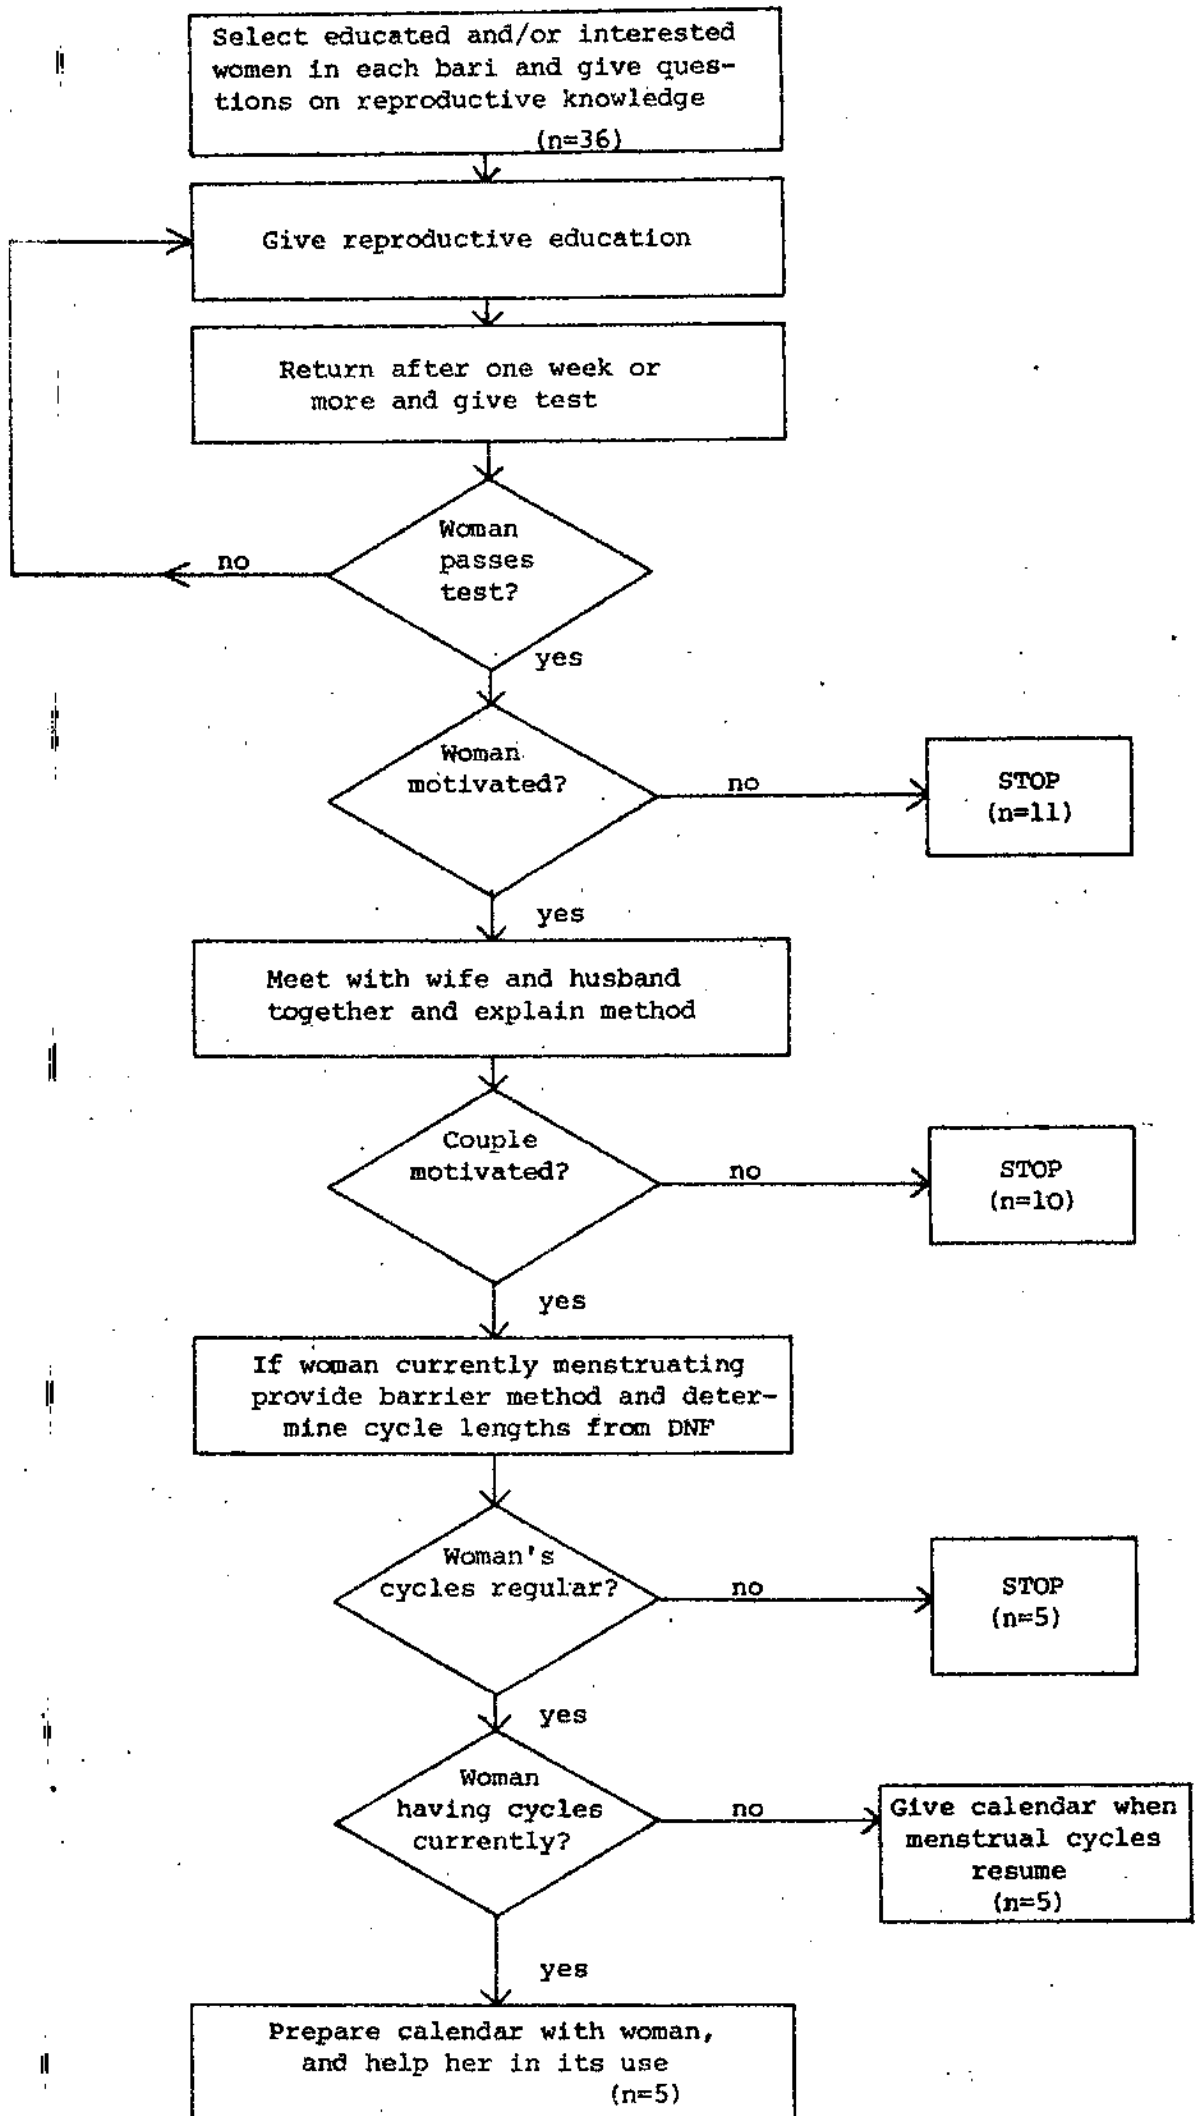 Select educated and/or interested
women in each bari and give ques-
tions on reproductive knowledge
(n=36)
Give reproductive education
Return after one week or
more and give test
Woman
passes
test?
no
yes
Woman
motivated?
no
STOP
(n=11)
yes
Meet with wife and husband
together and explain method
Couple
motivated?
no
STOP
(n=10)
yes
If woman currently menstruating
provide barrier method and deter-
mine cycle lengths from DNF
Woman's
cycles regular?
no
STOP
(n=5)
yes
Woman
having cycles
currently?
no
Give calendar when
menstrual cycles
resume
(n=5)
yes
Prepare calendar with woman,
and help her in its use
(n=5)